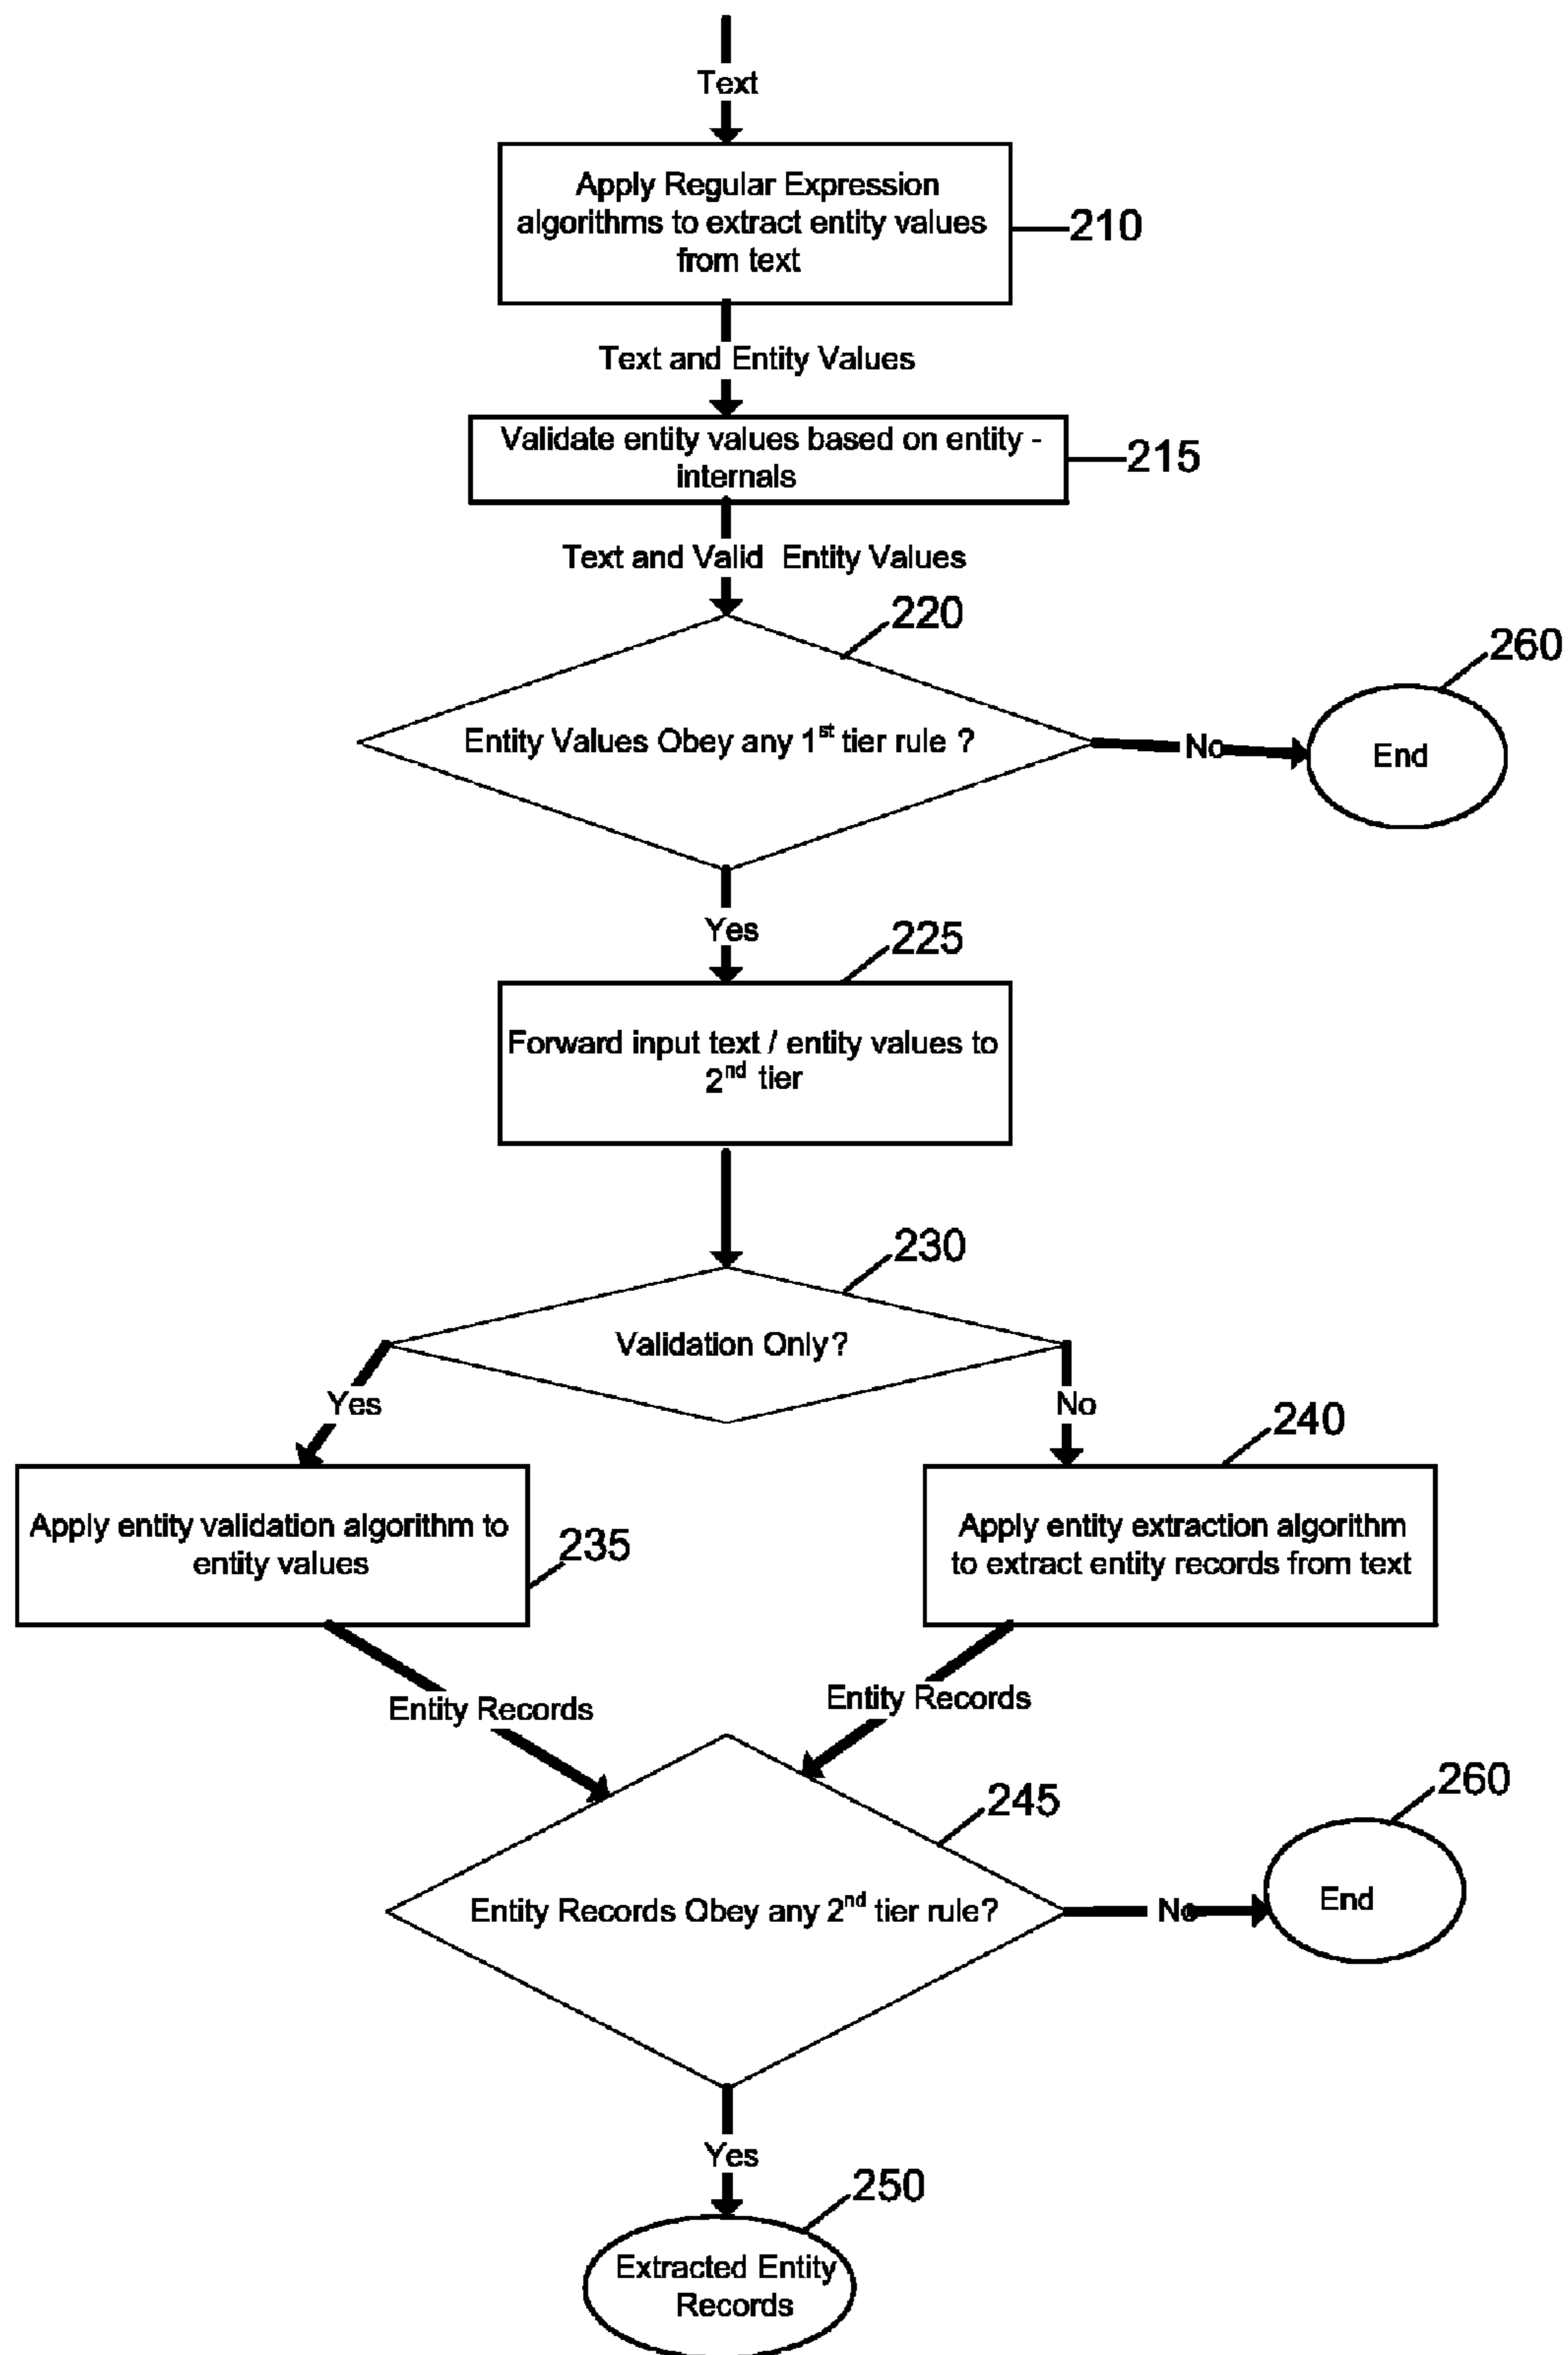 Text
Apply Regular Expression
algorithms to extract entity values
from text
210
Text and Entity Values
Validate entity values based on entity -
internals
215
Text and Valid Entity Values
220
260
Entity Values Obey any 1st tier rule ?
No
End
Yes
225
Forward input text / entity values to
2nd tier
230
Validation Only?
Yes
No
240
Apply entity validation algorithm to
entity values
235
Apply entity extraction algorithm
to extract entity records from text
Entity Records
Entity Records
245
260
Entity Records Obey any 2nd tier rule?
No
End
Yes
250
Extracted Entity
Records